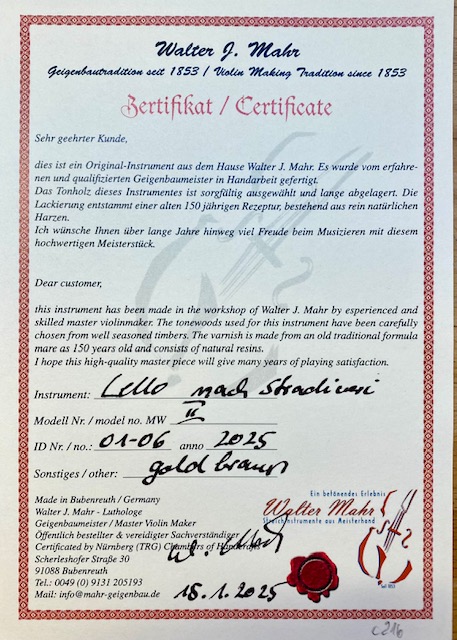 Walter J. Mahr
Geigenbautradition seit 1853 / Violin Making Tradition since 1853
Zertifikat / Certificate
Sehr geehrter Kunde,
dies ist ein Original-Instrument aus dem Hause Walter J. Mahr. Es wurde vom erfahre-
nen und qualifizierten Geigenbaumeister in Handarbeit gefertigt.
Das Tonholz dieses Instrumentes ist sorgfältig ausgewählt und lange abgelagert. Die
Lackierung entstammt einer alten 150 jährigen Rezeptur, bestehend aus rein natürlichen
Harzen.
Ich wünsche Ihnen über lange Jahre hinweg viel Freude beim Musizieren mit diesem
hochwertigen Meisterstück.
Dear customer,
this instrument has been made in the workshop of Walter J. Mahr by esperienced and
skilled master violinmaker. The tonewoods used for this instrument have been carefully
chosen from well seasoned timbers. The varnish is made from an old traditional formula
mare as 150 years old and consists of natural resins.
I hope this high-quality master piece will give many years of playing satisfaction.
Instrument: Cello nach Stradivari
Modell Nr. / model no. MW II
ID Nr. / no.: 01-06 anno 2025
Sonstiges / other: goldbraun
Made in Bubenreuth / Germany
Walter J. Mahr - Luthologe
Geigenbaumeister / Master Violin Maker
Öffentlich bestellter & vereidigter Sachverständiger
Certificated by Nürnberg (TRG) Chambers of Handcrafts
Scherleshofer Straße 30
91088 Bubenreuth
Tel.: 0049 (0) 9131 205193
Mail: info@mahr-geigenbau.de
Ein betönendes Erlebnis
Walter Mahr
Streichinstrumente aus Meisterhand
Seit 1853
18.1.2025
C216